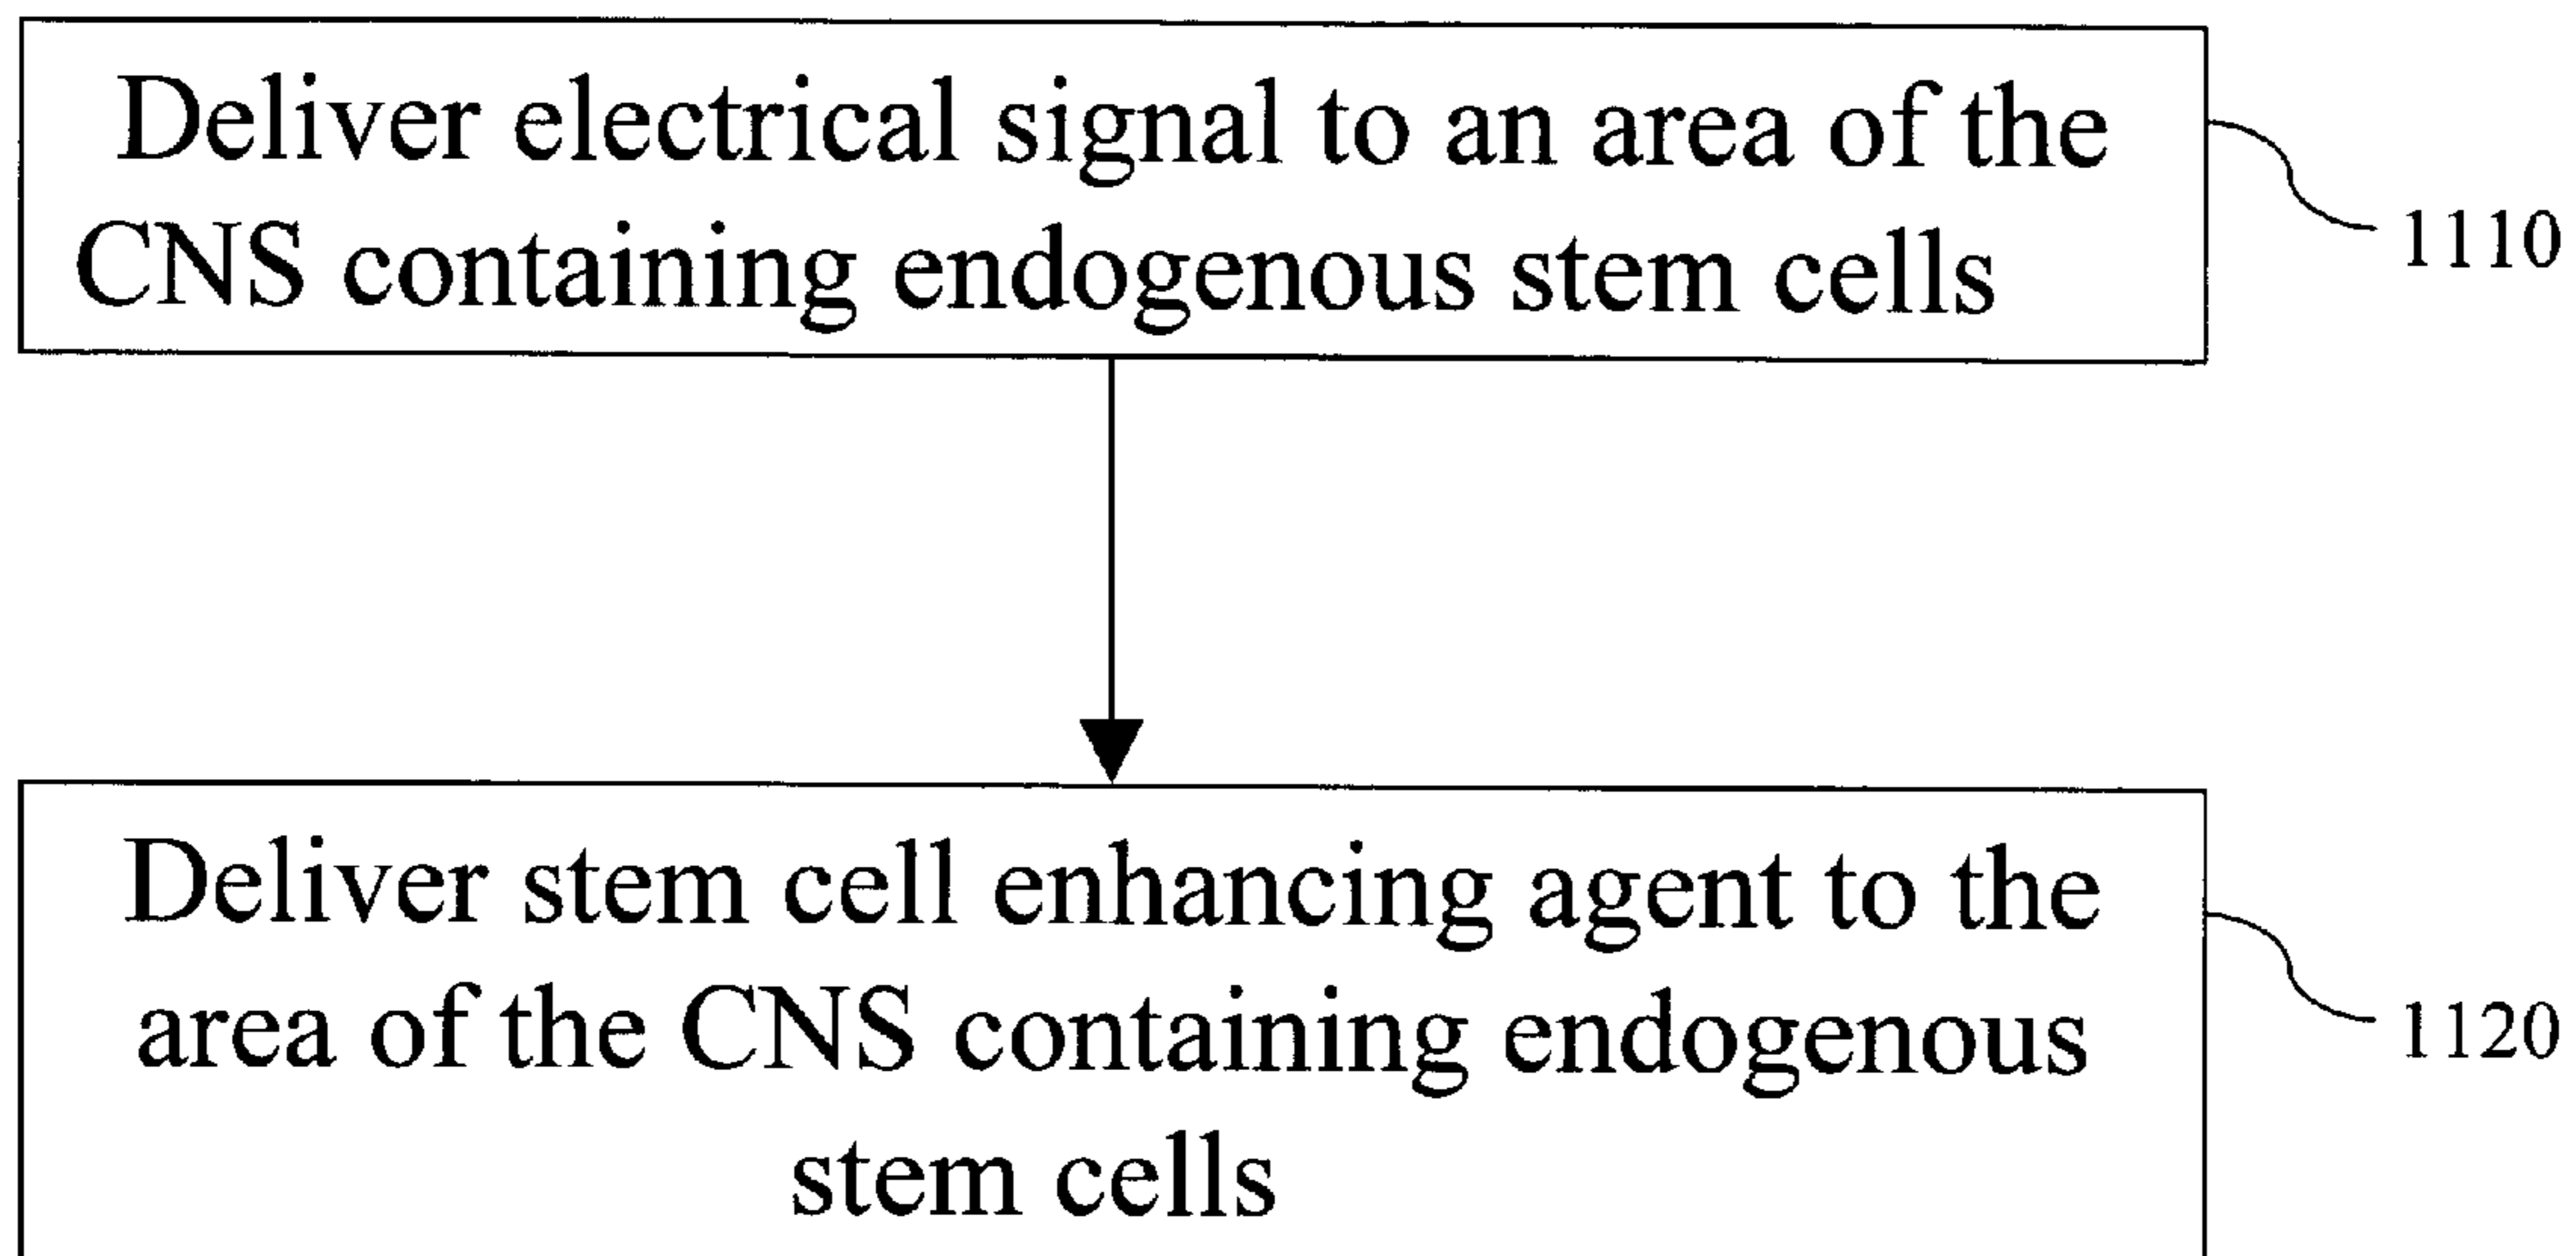 Deliver electrical signal to an area of the
CNS containing endogenous stem cells
1110
Deliver stem cell enhancing agent to the
area of the CNS containing endogenous
stem cells
1120